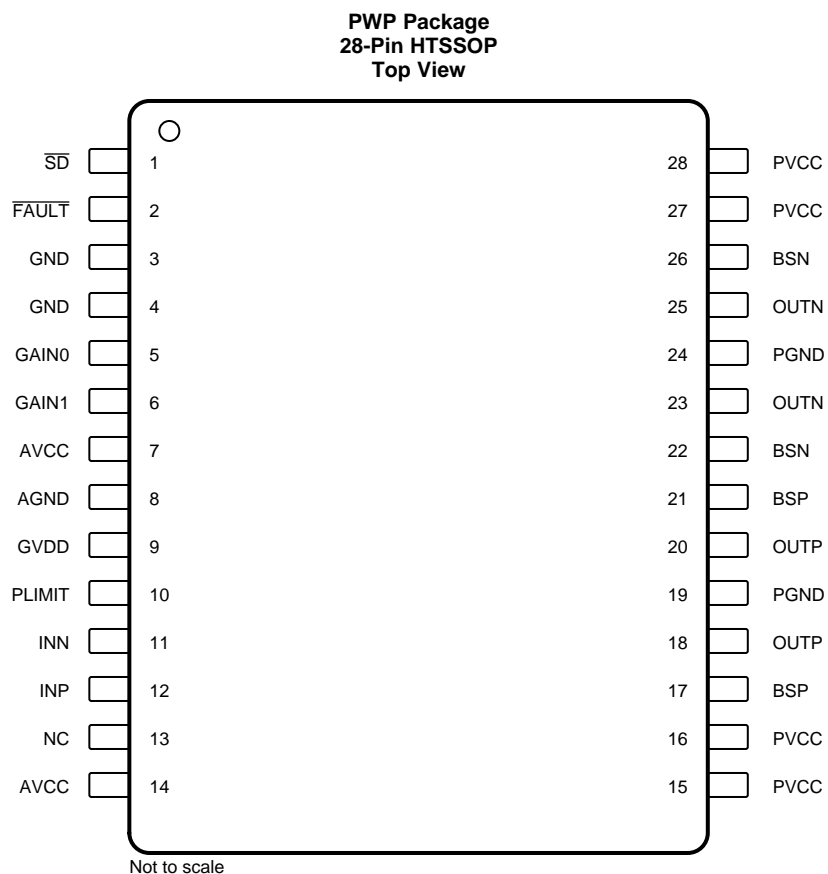 PWP Package
28-Pin HTSSOP
Top View
SD 1 28 PVCC
FAULT 2 27 PVCC
GND 3 26 BSN
GND 4 25 OUTN
GAIN0 5 24 PGND
GAIN1 6 23 OUTN
AVCC 7 22 BSN
AGND 8 21 BSP
GVDD 9 20 OUTP
PLIMIT 10 19 PGND
INN 11 18 OUTP
INP 12 17 BSP
NC 13 16 PVCC
AVCC 14 15 PVCC
Not to scale